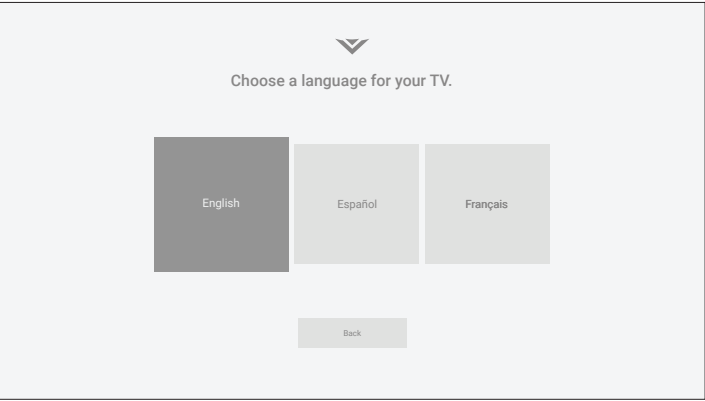 Choose a language for your TV.
English
Español
Français
Back